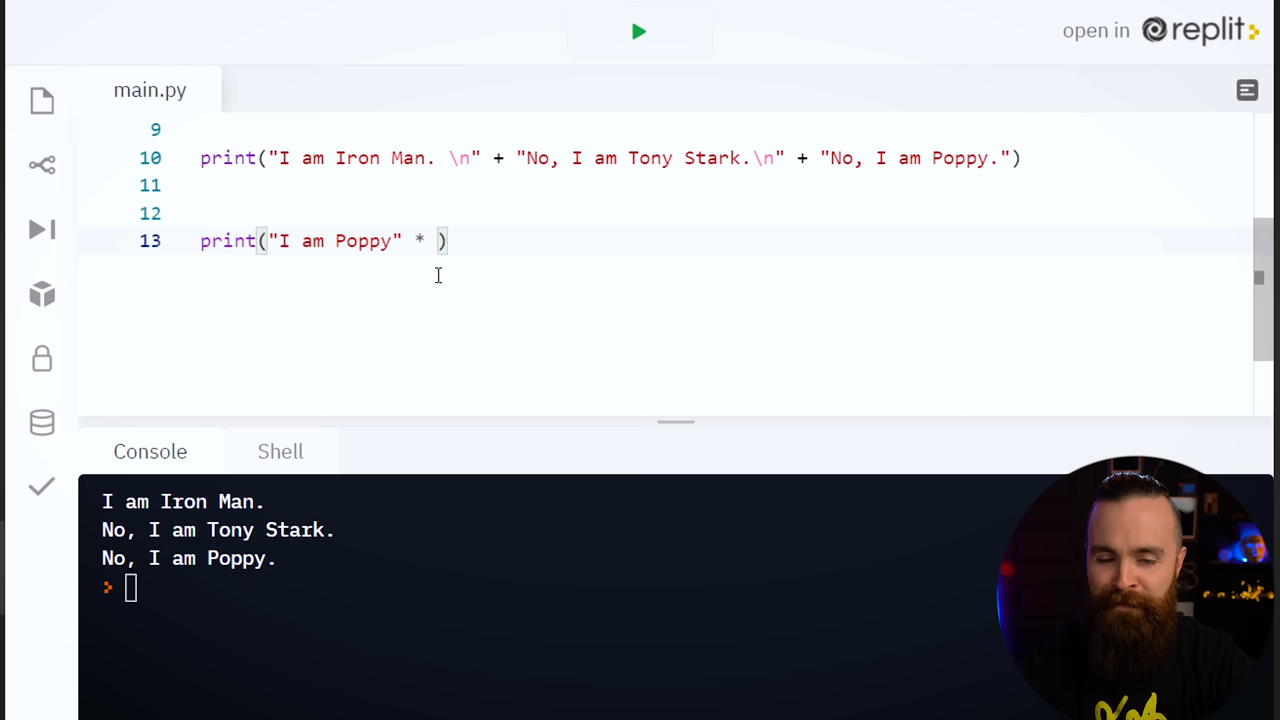 open in replit
main.py
9
10 print("I am Iron Man. \n" + "No, I am Tony Stark.\n" + "No, I am Poppy.")
11
12
13 print("I am Poppy" * )
Console Shell
I am Iron Man.
No, I am Tony Stark.
No, I am Poppy.